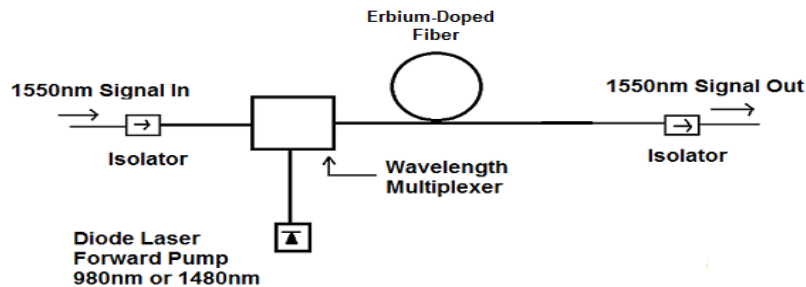 Erbium-Doped
Fiber
1550nm Signal In
1550nm Signal Out
Isolator
Isolator
Wavelength
Multiplexer
Diode Laser
Forward Pump
980nm or 1480nm